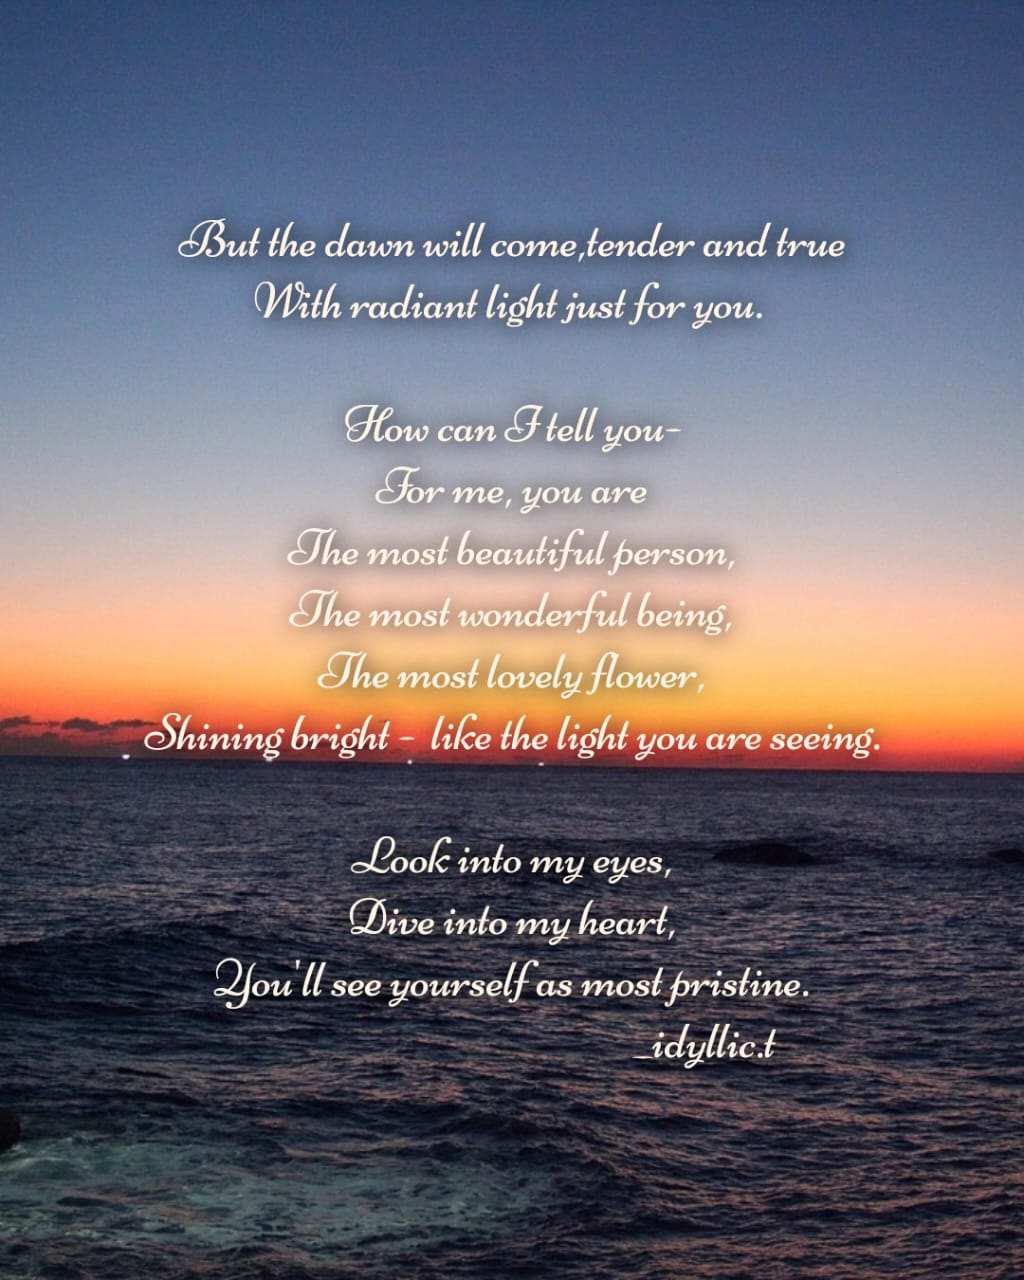 But the dawn will come,tender and true
With radiant light just for you.
How can I tell you-
For me, you are
The most beautiful person,
The most wonderful being,
The most lovely flower,
Shining bright - like the light you are seeing.
Look into my eyes,
Dive into my heart,
You'll see yourself as most pristine.
_idyllic.t